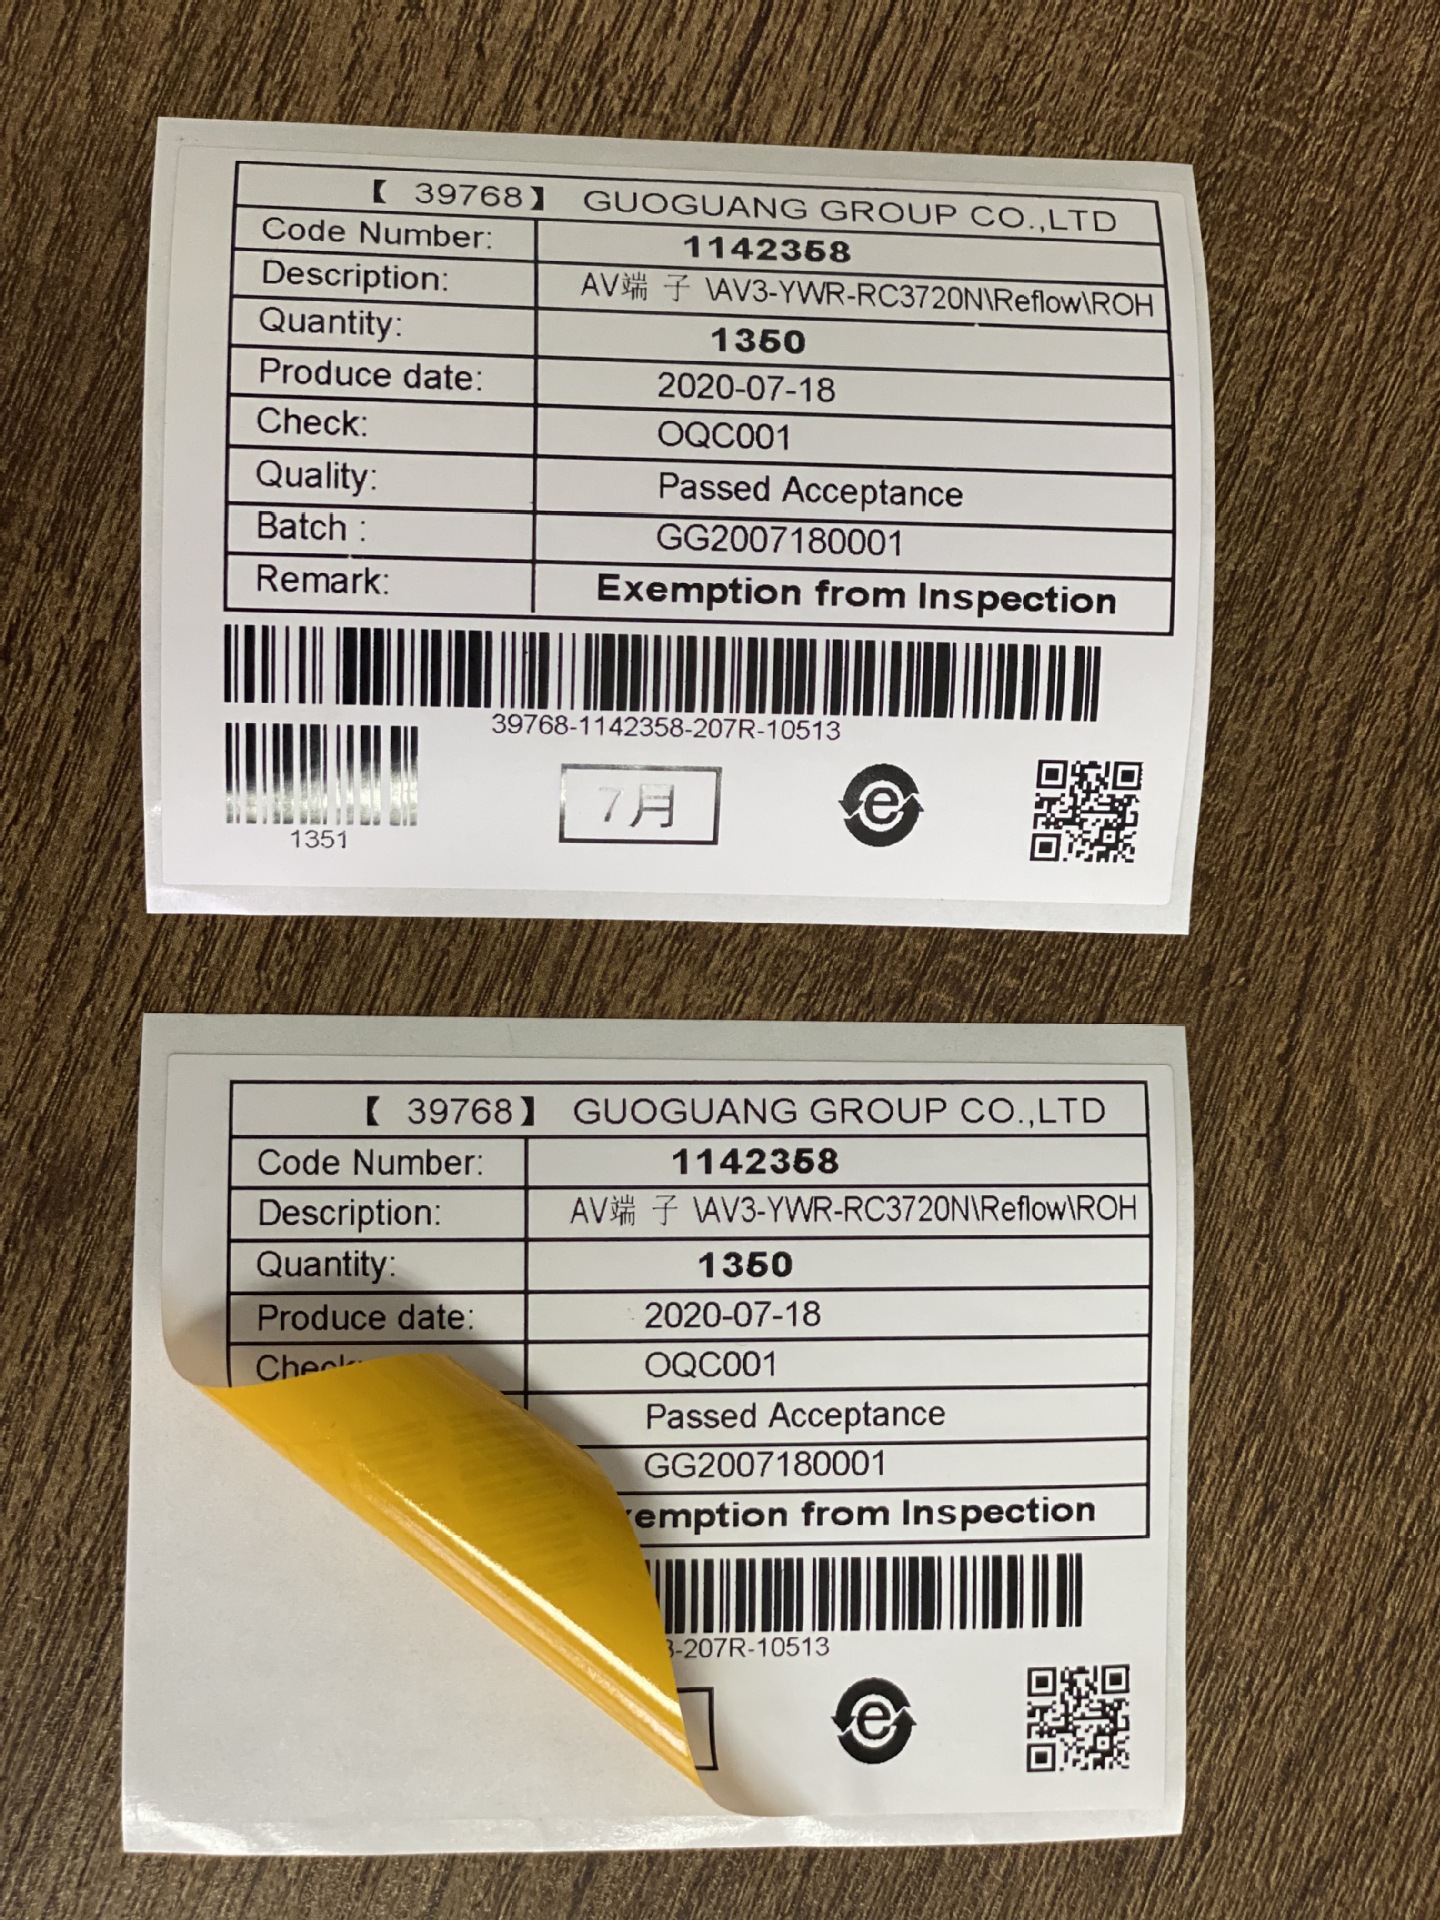 【 39768】 GUOGUANG GROUP CO.,LTD
Code Number: 1142358
Description: AV端 子 \AV3-YWR-RC3720N\Reflow\ROH
Quantity: 1350
Produce date: 2020-07-18
Check: OQC001
Quality: Passed Acceptance
Batch : GG2007180001
Remark: Exemption from Inspection
39768-1142358-207R-10513
1351
7月
e
【 39768】 GUOGUANG GROUP CO.,LTD
Code Number: 1142358
Description: AV端 子 \AV3-YWR-RC3720N\Reflow\ROH
Quantity: 1350
Produce date: 2020-07-18
Check OQC001
Passed Acceptance
GG2007180001
emption from Inspection
-207R-10513
e